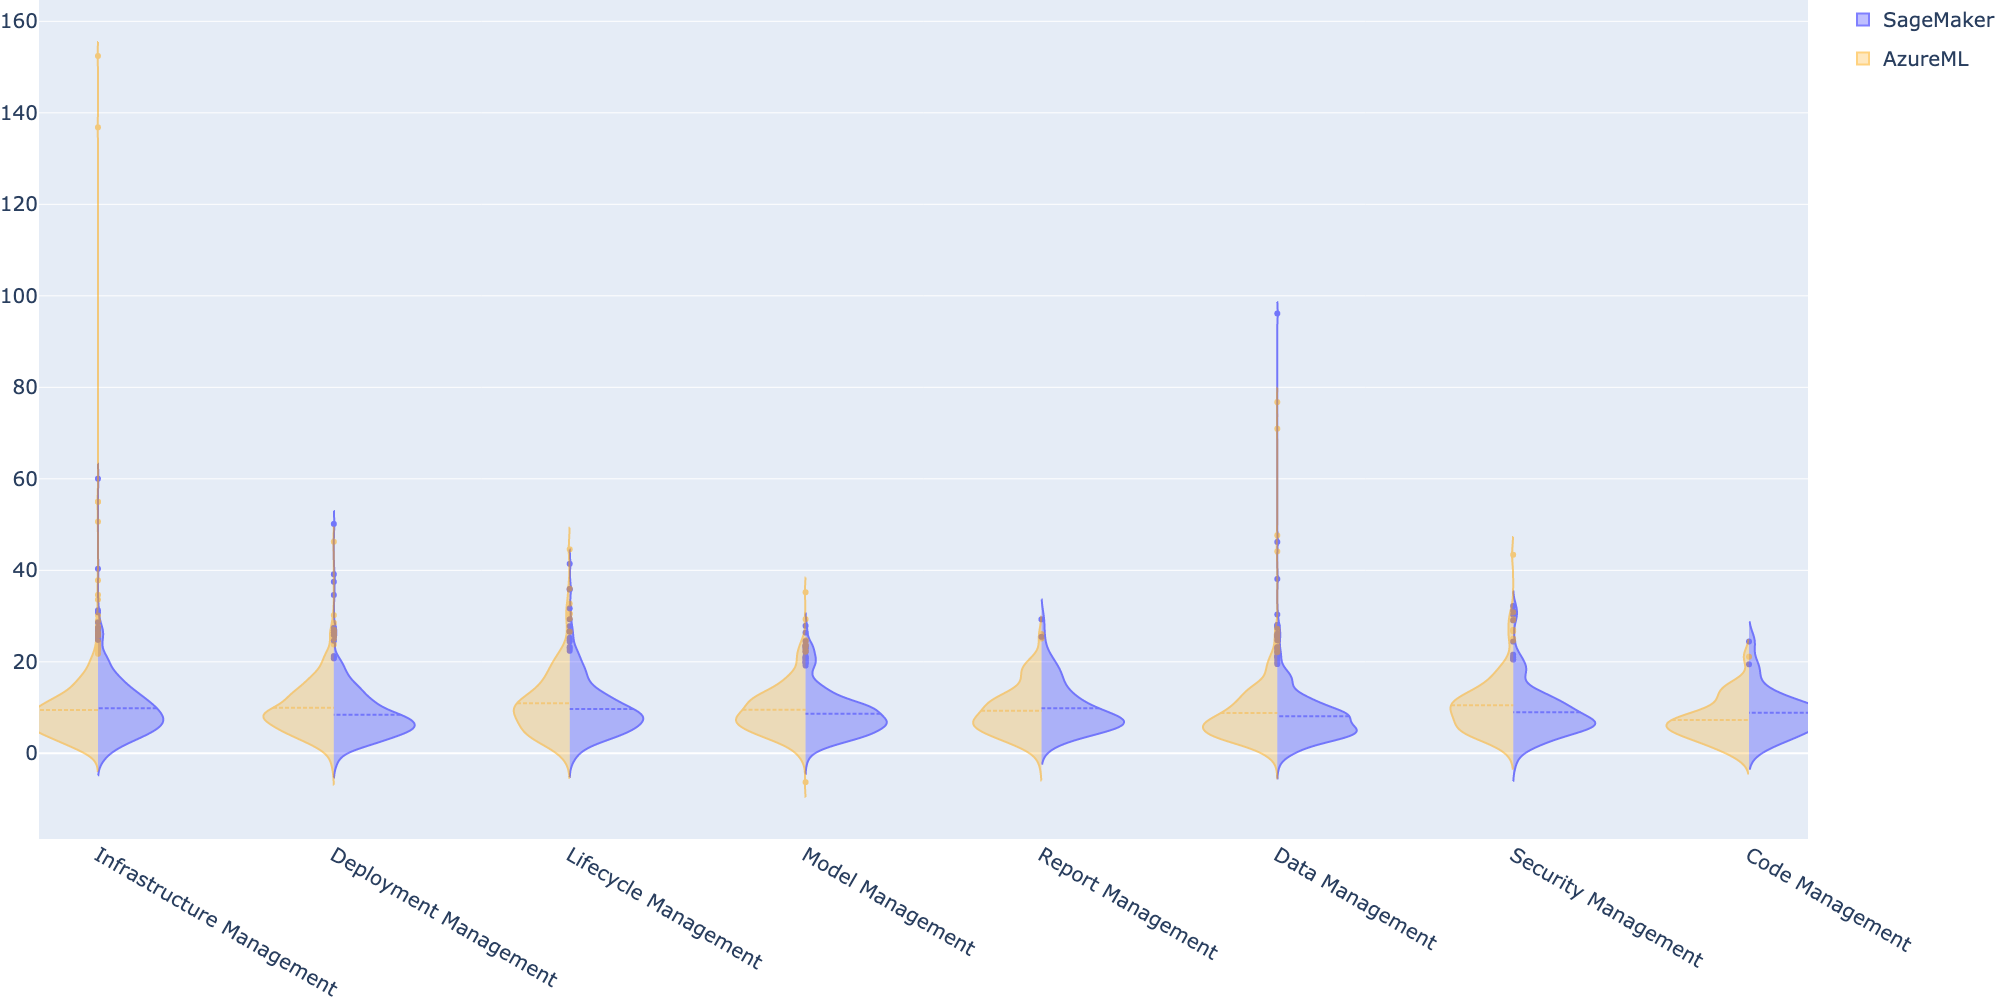 160
140
120
100
80
60
40
20
0
SageMaker
AzureML
Infrastructure Management
Deployment Management
Lifecycle Management
Model Management
Report Management
Data Management
Security Management
Code Management